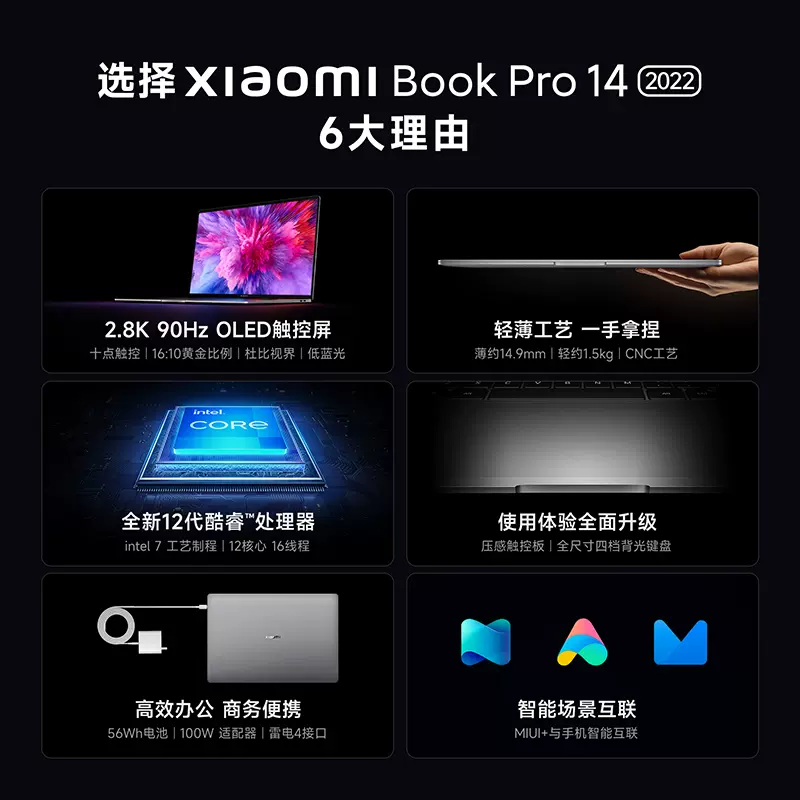 选择 xiaomi Book Pro 14 2022
6大理由
2.8K 90Hz OLED触控屏
十点触控 | 16:10黄金比例 | 杜比视界 | 低蓝光
轻薄工艺 一手拿捏
薄约14.9mm | 轻约1.5kg | CNC工艺
intel.
CORE
全新12代酷睿™处理器
intel 7 工艺制程 | 12核心 16线程
使用体验全面升级
压感触控板 | 全尺寸四档背光键盘
xiaomi
高效办公 商务便携
56Wh电池 | 100W 适配器 | 雷电4接口
智能场景互联
MIUI+与手机智能互联